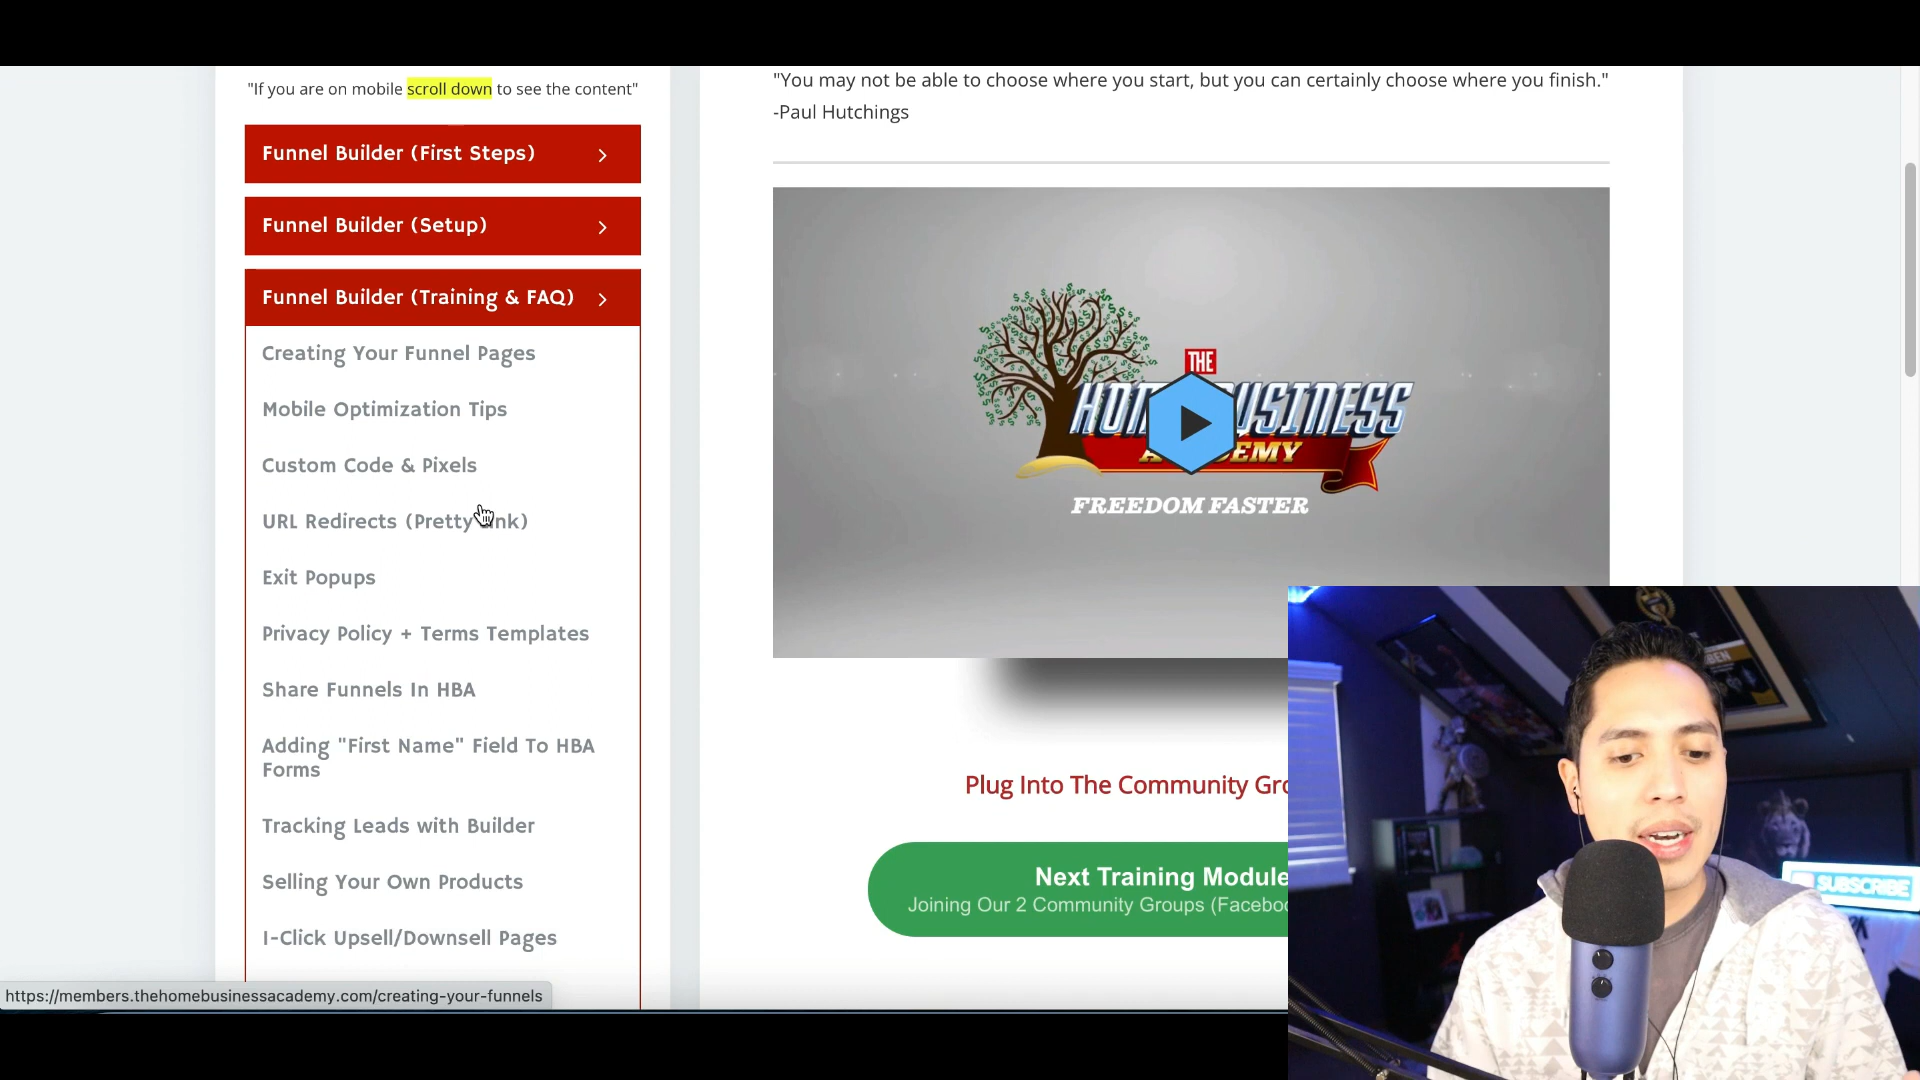 "If you are on mobile scroll down to see the content"
Funnel Builder (First Steps)
Funnel Builder (Setup)
Funnel Builder (Training & FAQ)
Creating Your Funnel Pages
Mobile Optimization Tips
Custom Code & Pixels
URL Redirects (Pretty
Exit Popups
Privacy Policy + Terms Templates
Share Funnels In HBA
Adding "First Name" Field To HBA
Forms
Tracking Leads with Builder
Selling Your Own Products
1-Click Upsell/Downsell Pages
https://members.thehomebusinessacademy.com/creating-your-funnels
"You may not be able to choose where you start, but you can certainly choose where you finish."
-Paul Hutchings
THE
FREEDOM FASTER
Plug Into The Community
Next Training Module
Joining Our 2 Community Groups
SUBSCRIBE